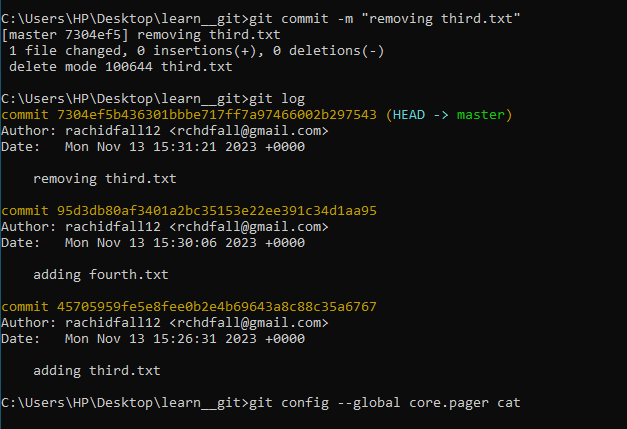 C:\Users\HP\Desktop\learn__git>git commit -m "removing third.txt"
[master 7304ef5] removing third.txt
 1 file changed, 0 insertions(+), 0 deletions(-)
 delete mode 100644 third.txt

C:\Users\HP\Desktop\learn__git>git log
commit 7304ef5b436301bbbe717ff7a97466002b297543 (HEAD -> master)
Author: rachidfall12 <rchdfall@gmail.com>
Date:   Mon Nov 13 15:31:21 2023 +0000

    removing third.txt

commit 95d3db80af3401a2bc35153e22ee391c34d1aa95
Author: rachidfall12 <rchdfall@gmail.com>
Date:   Mon Nov 13 15:30:06 2023 +0000

    adding fourth.txt

commit 45705959fe5e8fee0b2e4b69643a8c88c35a6767
Author: rachidfall12 <rchdfall@gmail.com>
Date:   Mon Nov 13 15:26:31 2023 +0000

    adding third.txt

C:\Users\HP\Desktop\learn__git>git config --global core.pager cat